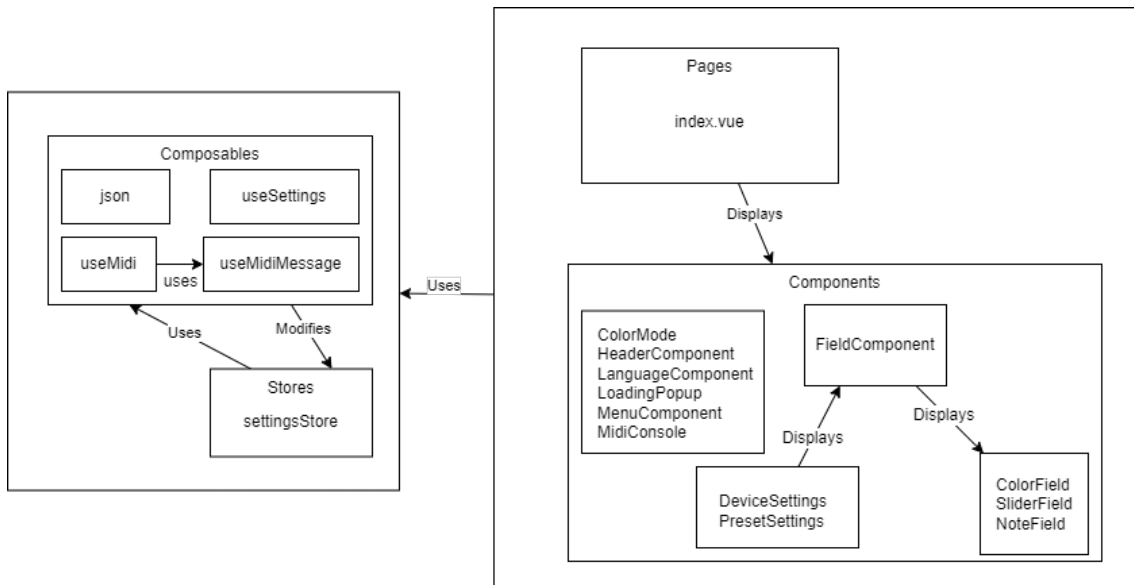 Composables
json
useSettings
useMidi
uses
useMidiMessage
Uses
Modifies
Stores
settingsStore
Uses
Pages
index.vue
Displays
Components
ColorMode
HeaderComponent
LanguageComponent
LoadingPopup
MenuComponent
MidiConsole
FieldComponent
Displays
Displays
DeviceSettings
PresetSettings
ColorField
SliderField
NoteField